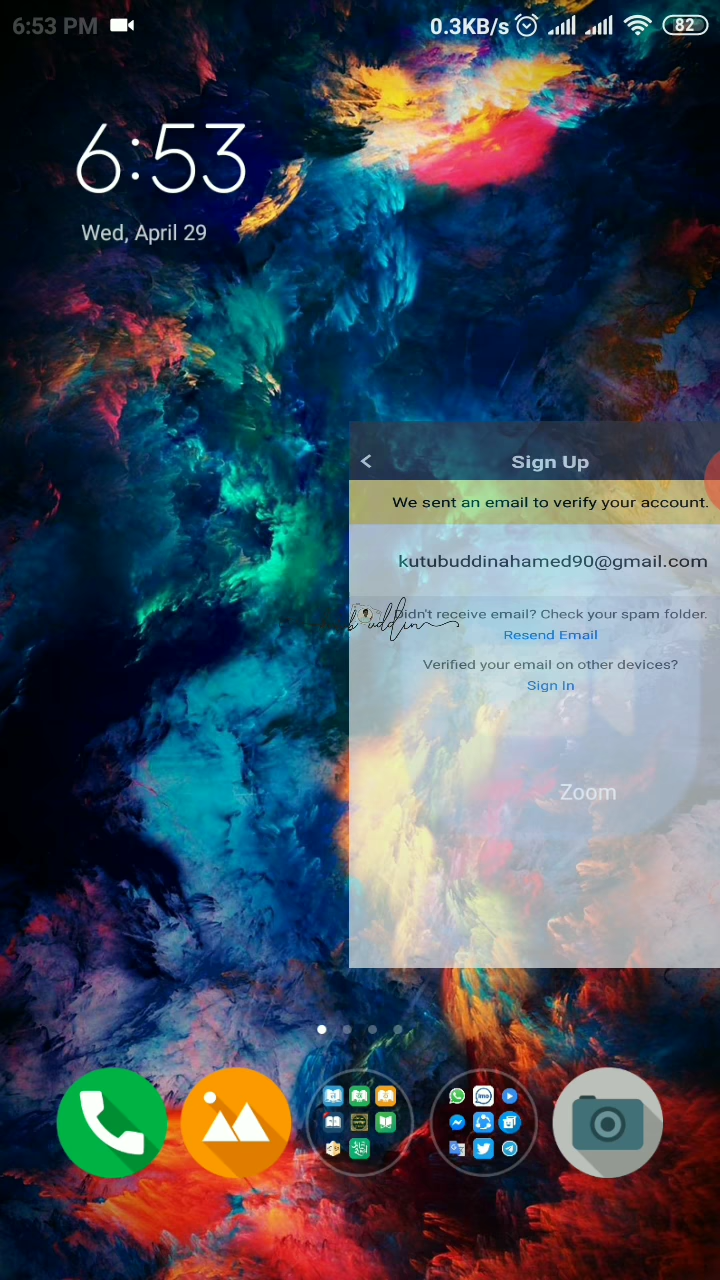 6:53 PM 0.3KB/s 82
6:53
Wed, April 29
Sign Up
We sent an email to verify your account.
kutubuddinahamed90@gmail.com
Didn't receive email? Check your spam folder.
Resend Email
Verified your email on other devices?
Sign In
Zoom
imo